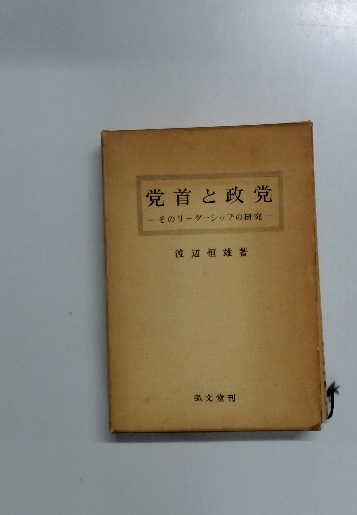 党首と政党
―そのリーダーシップの研究―
渡辺恒雄著
弘文堂刊